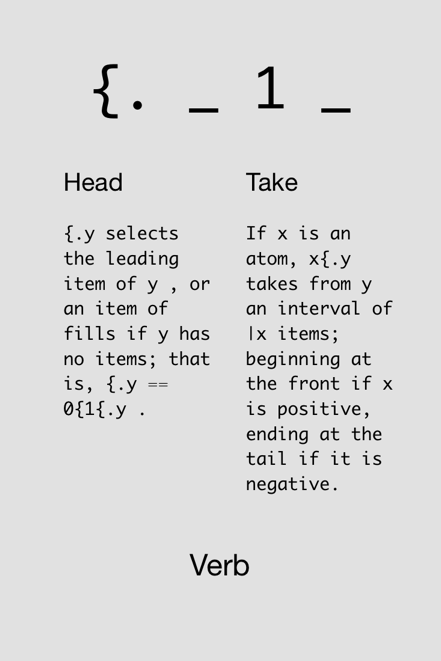 {. _ 1 _
Head
{.y selects
the leading
item of y , or
an item of
fills if y has
no items; that
is, {.y ==
0{1{.y .
Take
If x is an
atom, x{.y
takes from y
an interval of
|x items;
beginning at
the front if x
is positive,
ending at the
tail if it is
negative.
Verb